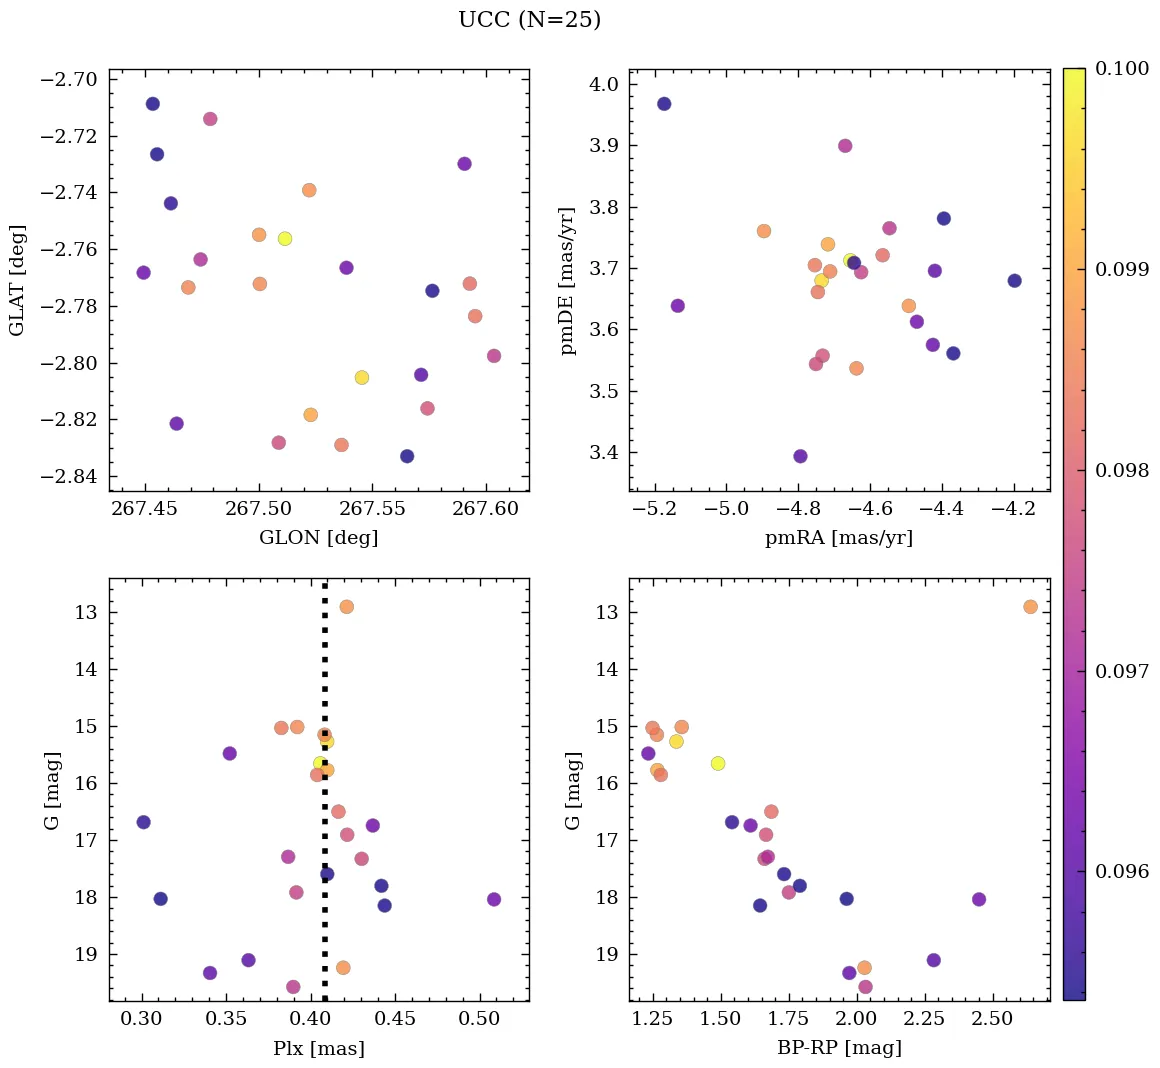 UCC (N=25)
−2.70
−2.72
−2.74
−2.76
−2.78
−2.80
−2.82
−2.84
GLAT [deg]
267.45 267.50 267.55 267.60
GLON [deg]
4.0
3.9
3.8
3.7
3.6
3.5
3.4
pmDE [mas/yr]
−5.2 −5.0 −4.8 −4.6 −4.4 −4.2
pmRA [mas/yr]
0.100
0.099
0.098
0.097
0.096
13
14
15
16
17
18
19
G [mag]
0.30 0.35 0.40 0.45 0.50
Plx [mas]
13
14
15
16
17
18
19
G [mag]
1.25 1.50 1.75 2.00 2.25 2.50
BP-RP [mag]